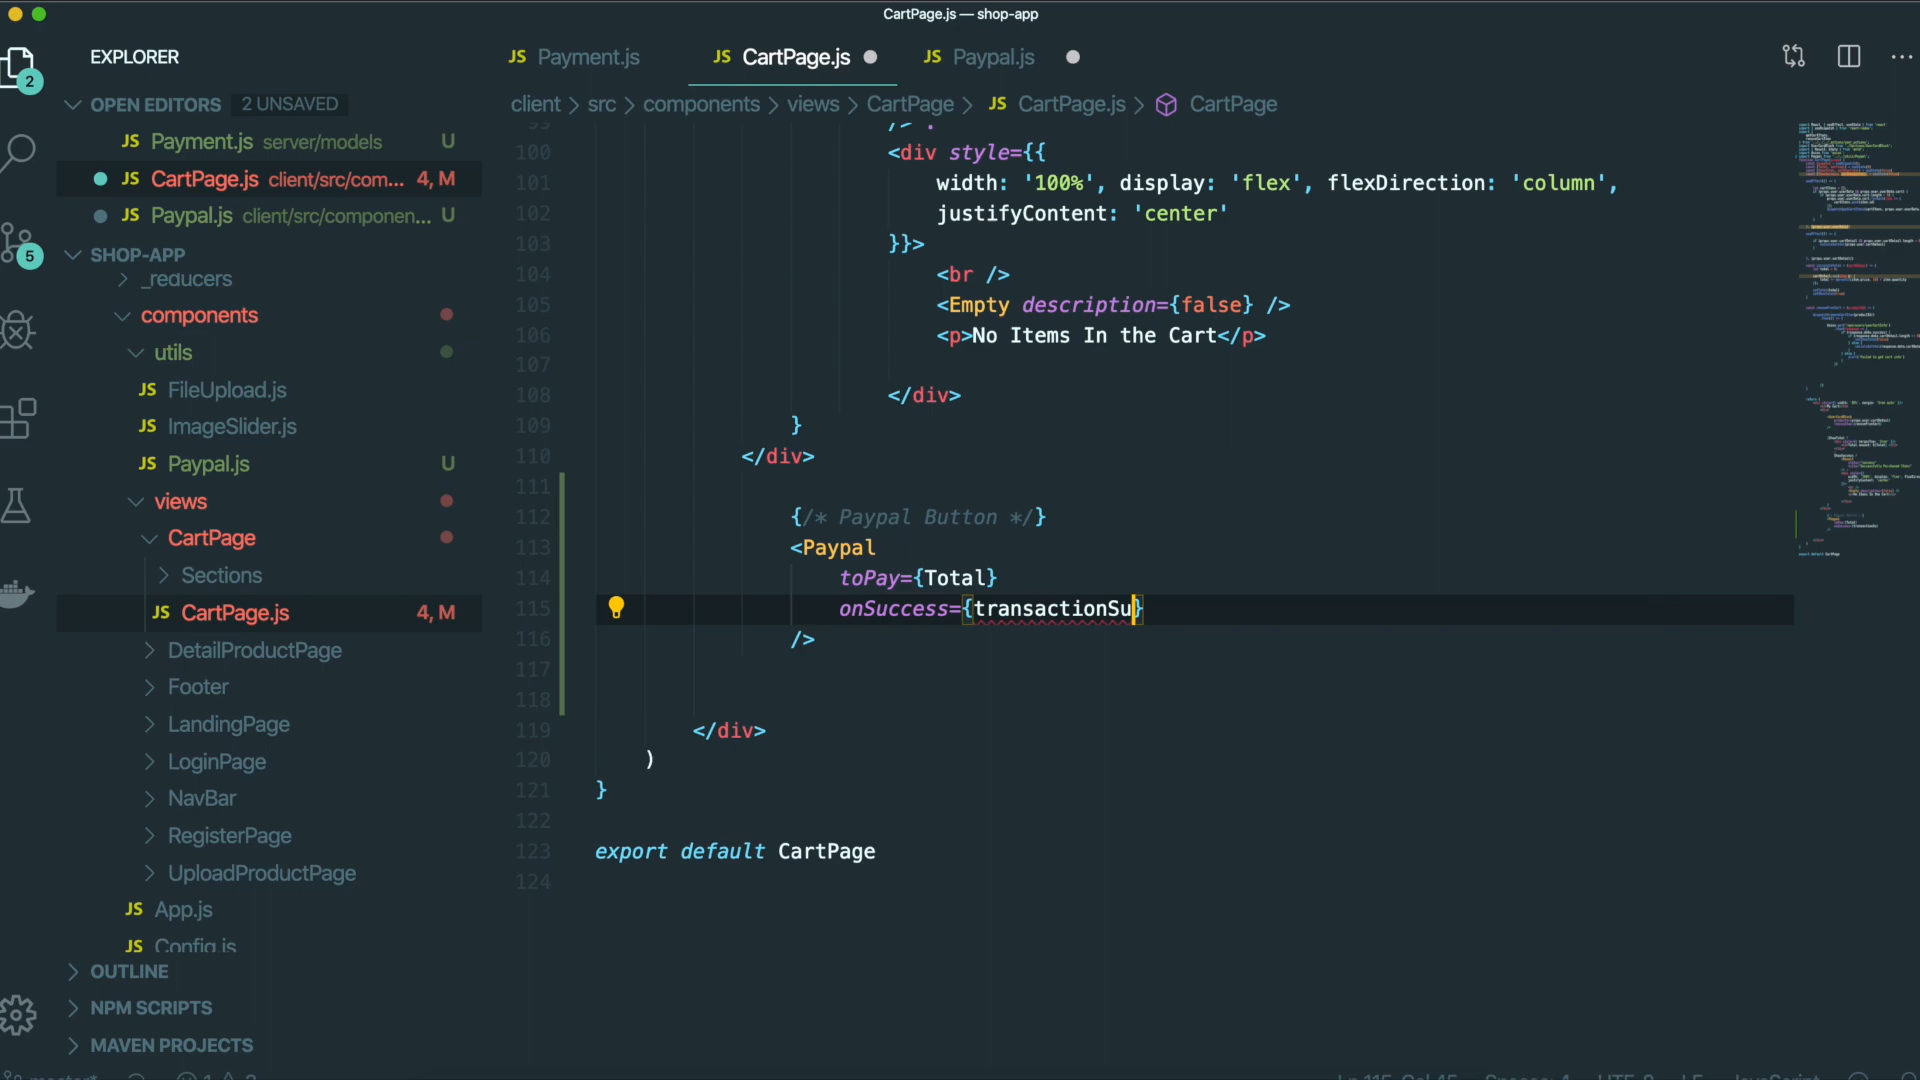 CartPage.js — shop-app
EXPLORER
JS Payment.js
JS CartPage.js
JS Paypal.js
OPEN EDITORS 2 UNSAVED
JS Payment.js server/models U
JS CartPage.js client/src/com... 4, M
JS Paypal.js client/src/componen... U
2
5
SHOP-APP
_reducers
components
utils
JS FileUpload.js
JS ImageSlider.js
JS Paypal.js U
views
CartPage
Sections
JS CartPage.js 4, M
DetailProductPage
Footer
LandingPage
LoginPage
NavBar
RegisterPage
UploadProductPage
JS App.js
JS Config.js
OUTLINE
NPM SCRIPTS
MAVEN PROJECTS
client > src > components > views > CartPage > JS CartPage.js > CartPage
99 /> :
100 <div style={{
101 width: '100%', display: 'flex', flexDirection: 'column',
102 justifyContent: 'center'
103 }}>
104 <br />
105 <Empty description={false} />
106 <p>No Items In the Cart</p>
107
108 </div>
109 }
110 </div>
111
112 {/* Paypal Button */}
113 <Paypal
114 toPay={Total}
115 onSuccess={transactionSu}
116 />
117
118
119 </div>
120 )
121 }
122
123 export default CartPage
124